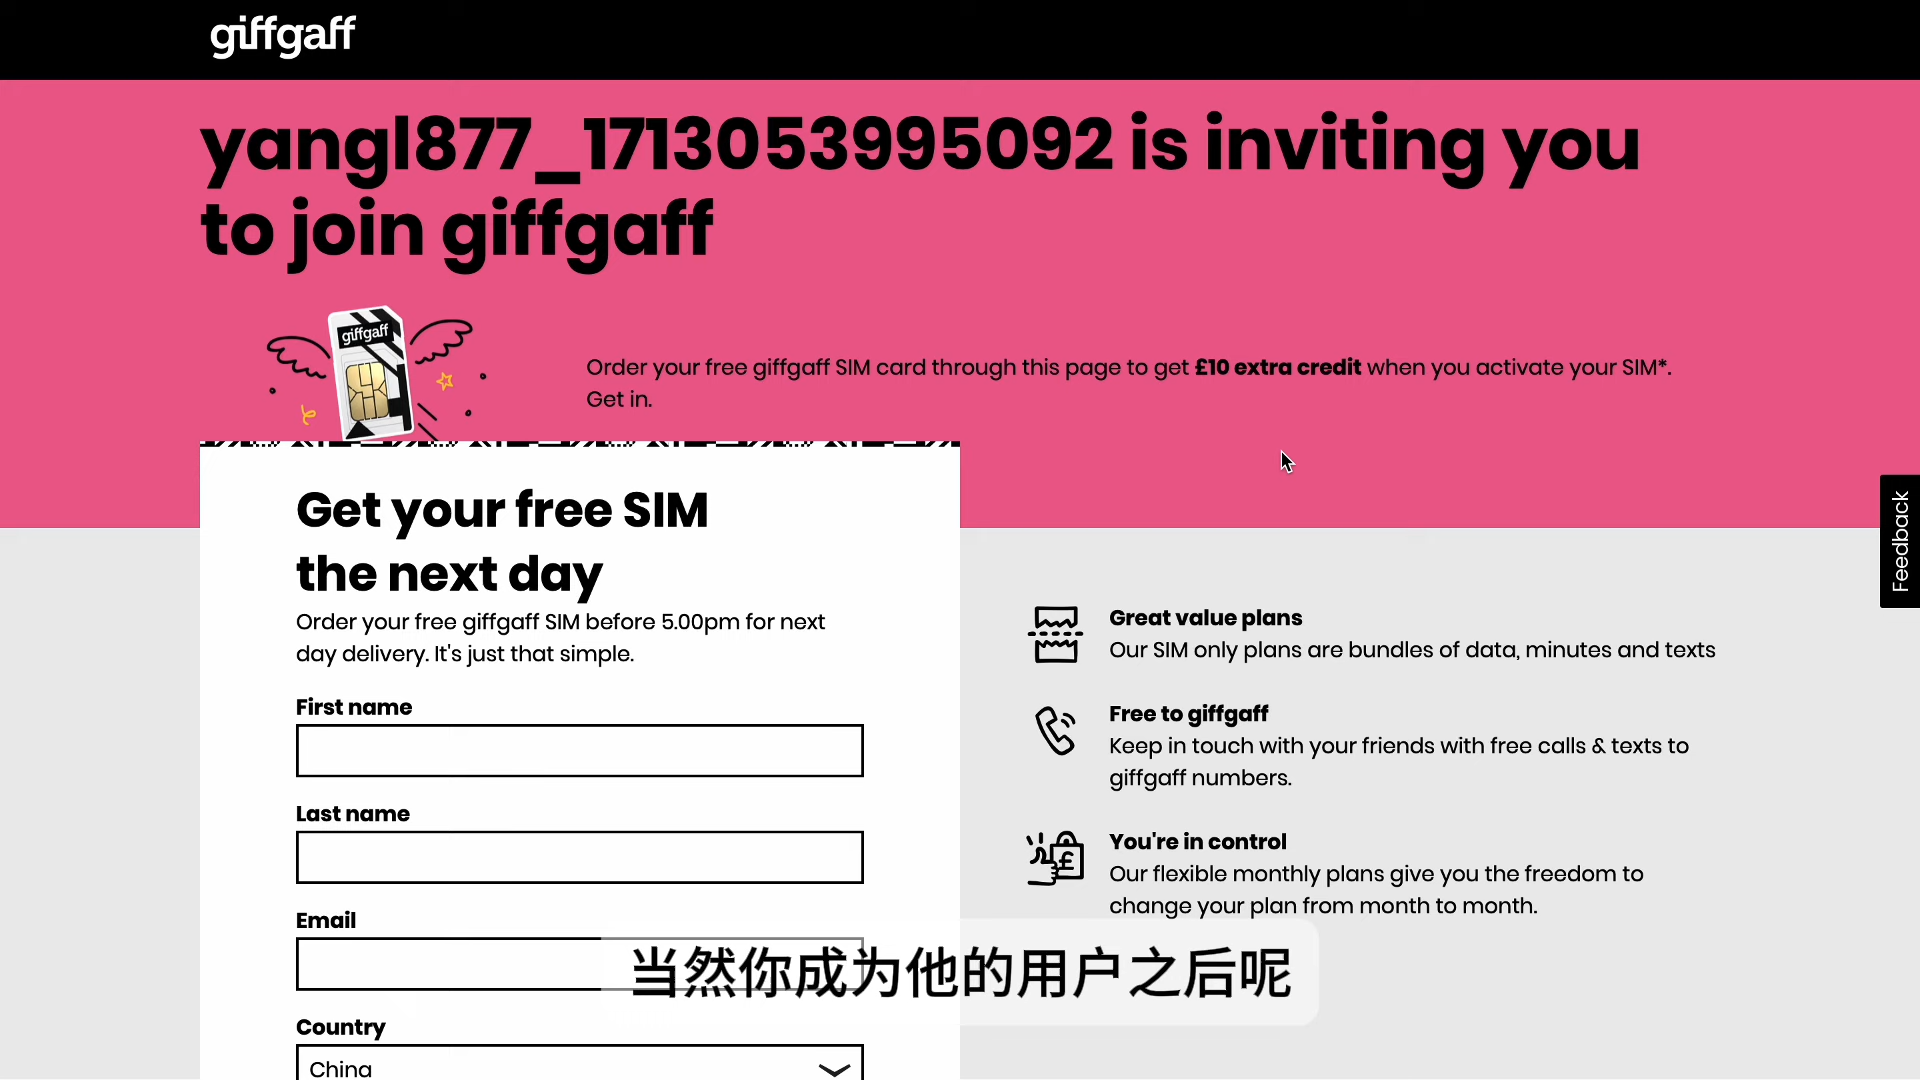 giffgaff
yangl877_1713053995092 is inviting you
to join giffgaff
giffgaff
Order your free giffgaff SIM card through this page to get £10 extra credit when you activate your SIM*.
Get in.
Get your free SIM
the next day
Order your free giffgaff SIM before 5.00pm for next
day delivery. It's just that simple.
First name
Last name
Email
Country
China
Great value plans
Our SIM only plans are bundles of data, minutes and texts
Free to giffgaff
Keep in touch with your friends with free calls & texts to
giffgaff numbers.
You're in control
Our flexible monthly plans give you the freedom to
change your plan from month to month.
Feedback
当然你成为他的用户之后呢